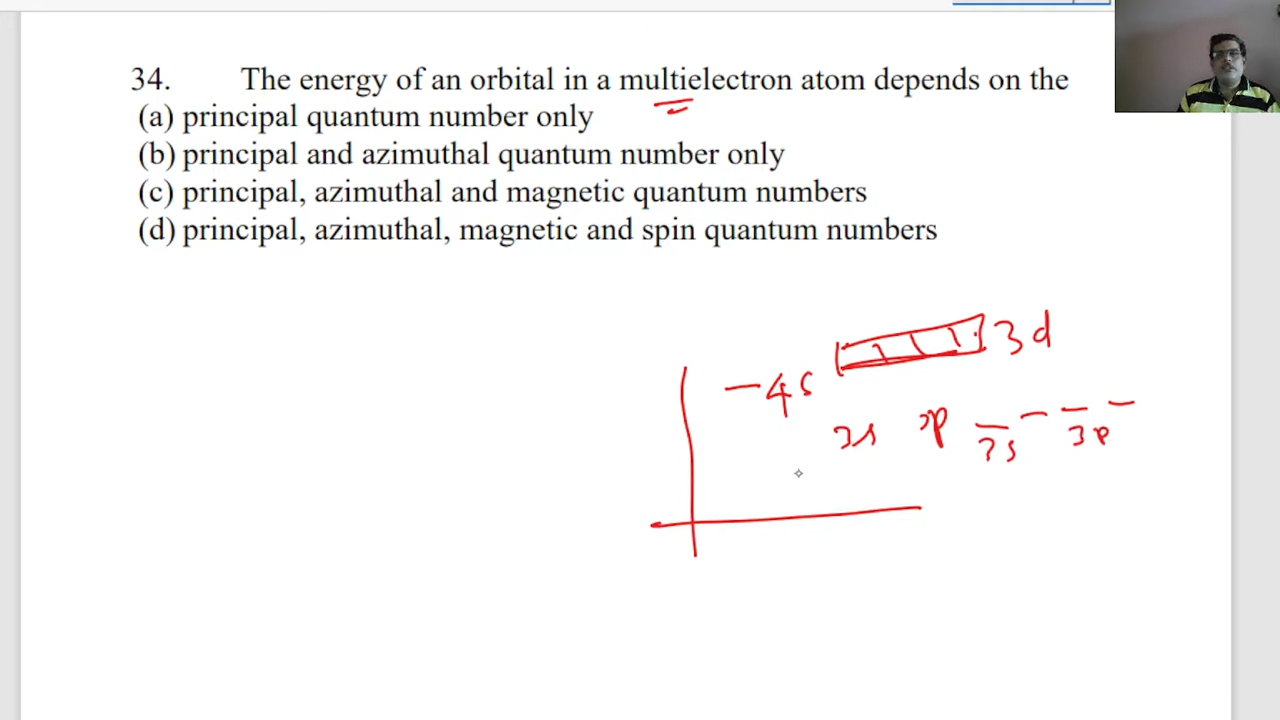 34. The energy of an orbital in a multielectron atom depends on the
(a) principal quantum number only
(b) principal and azimuthal quantum number only
(c) principal, azimuthal and magnetic quantum numbers
(d) principal, azimuthal, magnetic and spin quantum numbers
3d
4s
3s 3p 3s 3p